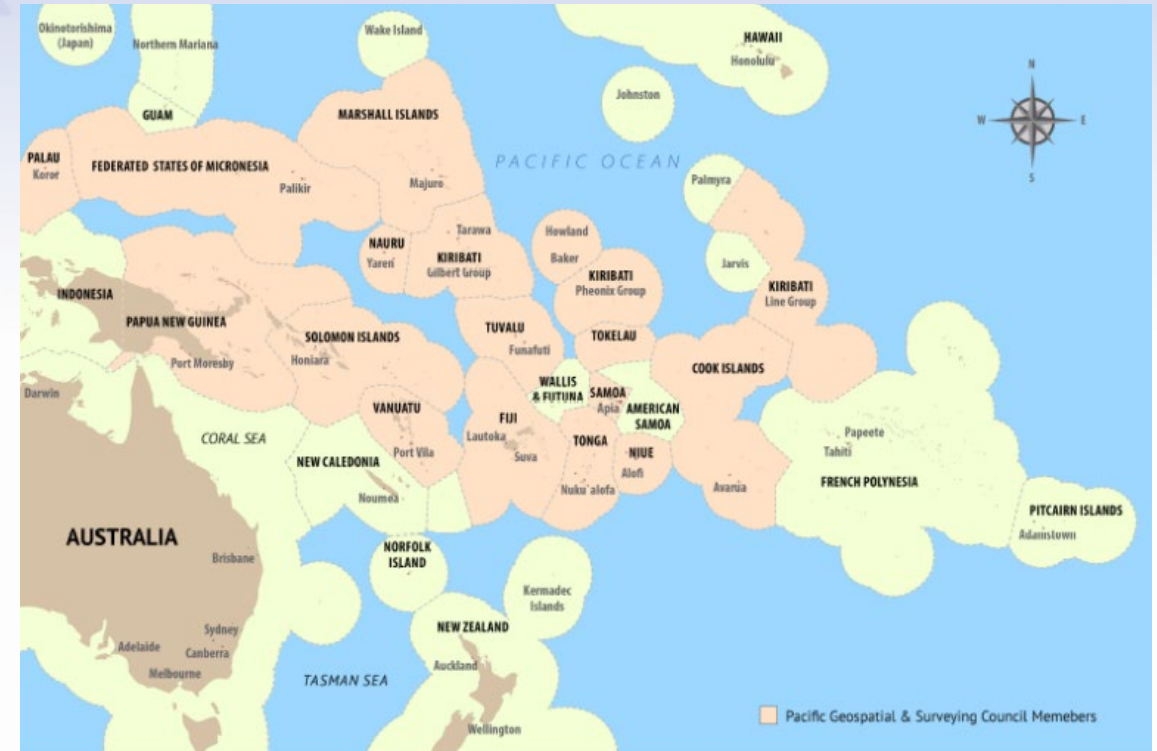 Okinotorishima
(Japan)
Northern Mariana
Wake Island
HAWAII
Honolulu
Johnston
GUAM
MARSHALL ISLANDS
N
W
E
S
PALAU
Koror
FEDERATED STATES OF MICRONESIA
Palikir
Majuro
PACIFIC OCEAN
Palmyra
NAURU
Yaren
Tarawa
KIRIBATI
Gilbert Group
Howland
Baker
KIRIBATI
Pheonix Group
Jarvis
KIRIBATI
Line Group
INDONESIA
PAPUA NEW GUINEA
Port Moresby
SOLOMON ISLANDS
Honiara
TUVALU
Funafuti
TOKELAU
COOK ISLANDS
Darwin
WALLIS
& FUTUNA
SAMOA
Apia
AMERICAN
SAMOA
VANUATU
Port Vila
FIJI
Lautoka
Suva
CORAL SEA
NEW CALEDONIA
Noumea
TONGA
Nuku`alofa
NIUE
Alofi
Avarua
Papeete
Tahiti
FRENCH POLYNESIA
PITCAIRN ISLANDS
Adamstown
AUSTRALIA
Brisbane
NORFOLK
ISLAND
Kermadec
Islands
Sydney
Adelaide
Canberra
Melbourne
TASMAN SEA
NEW ZEALAND
Auckland
Wellington
Pacific Geospatial & Surveying Council Memebers